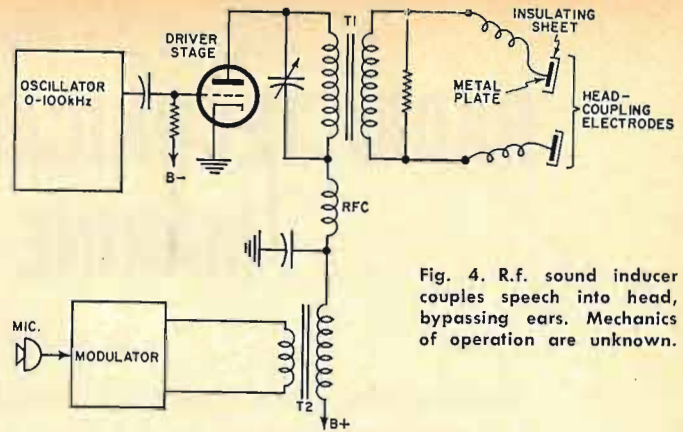 DRIVER
STAGE
T1
INSULATING
SHEET
OSCILLATOR
0-100kHz
METAL
PLATE
HEAD-
COUPLING
ELECTRODES
B-
RFC
Fig. 4. R.f. sound inducer
couples speech into head,
bypassing ears. Mechanics
of operation are unknown.
MIC.
MODULATOR
T2
B+